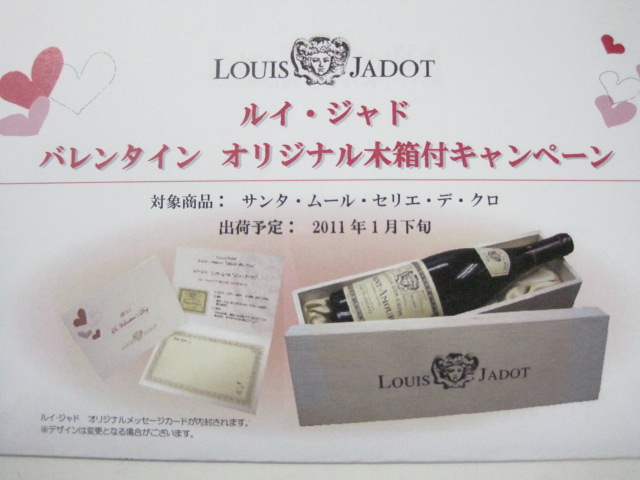 LOUIS JADOT
ルイ・ジャド
バレンタイン オリジナル木箱付キャンペーン
対象商品： サンタ・ムール・セリエ・デ・クロ
出荷予定： 2011年1月下旬
LOUIS JADOT
ルイ・ジャド オリジナルメッセージカードが内封されます。
※デザインは変更となる場合がございます。